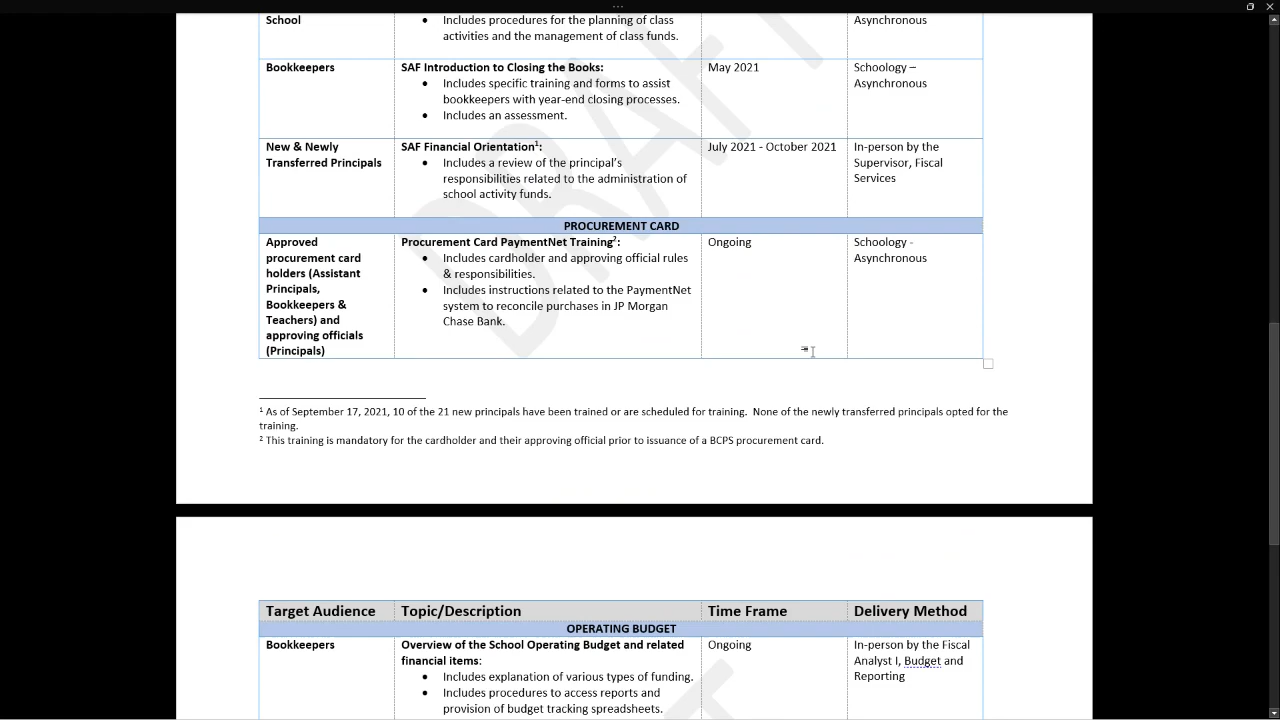 School
• Includes procedures for the planning of class
activities and the management of class funds.
Asynchronous
Bookkeepers
SAF Introduction to Closing the Books:
• Includes specific training and forms to assist
bookkeepers with year-end closing processes.
• Includes an assessment.
May 2021
Schoology –
Asynchronous
New & Newly
Transferred Principals
SAF Financial Orientation¹:
• Includes a review of the principal's
responsibilities related to the administration of
school activity funds.
July 2021 - October 2021
In-person by the
Supervisor, Fiscal
Services
PROCUREMENT CARD
Approved
procurement card
holders (Assistant
Principals,
Bookkeepers &
Teachers) and
approving officials
(Principals)
Procurement Card PaymentNet Training²:
• Includes cardholder and approving official rules
& responsibilities.
• Includes instructions related to the PaymentNet
system to reconcile purchases in JP Morgan
Chase Bank.
Ongoing
Schoology -
Asynchronous
DRAFT
¹ As of September 17, 2021, 10 of the 21 new principals have been trained or are scheduled for training. None of the newly transferred principals opted for the
training.
² This training is mandatory for the cardholder and their approving official prior to issuance of a BCPS procurement card.
Target Audience
Topic/Description
Time Frame
Delivery Method
OPERATING BUDGET
Bookkeepers
Overview of the School Operating Budget and related
financial items:
• Includes explanation of various types of funding.
• Includes procedures to access reports and
provision of budget tracking spreadsheets.
Ongoing
In-person by the Fiscal
Analyst I, Budget and
Reporting